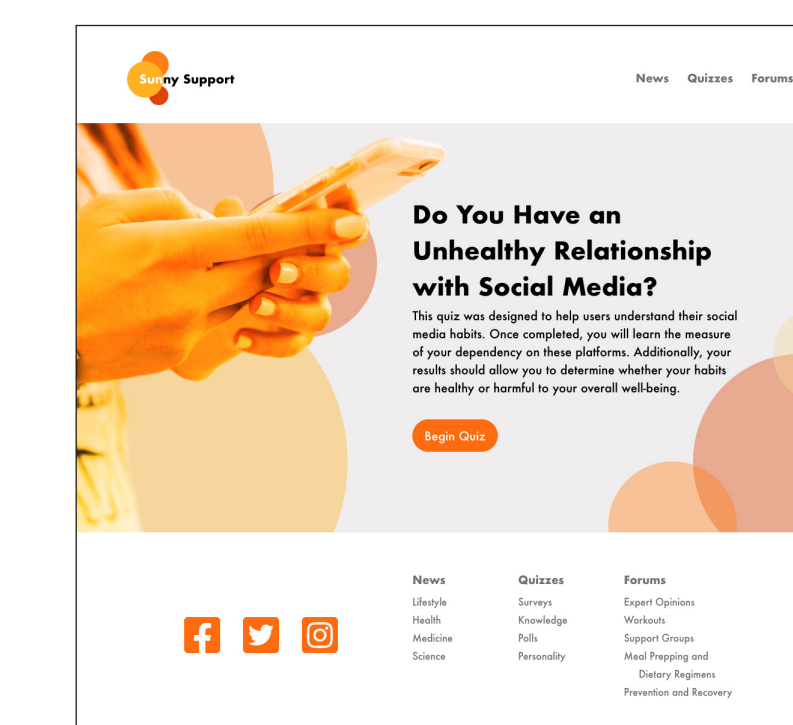 Sunny Support
News Quizzes Forums
Do You Have an
Unhealthy Relationship
with Social Media?
This quiz was designed to help users understand their social
media habits. Once completed, you will learn the measure
of your dependency on these platforms. Additionally, your
results should allow you to determine whether your habits
are healthy or harmful to your overall well-being.
Begin Quiz
News
Lifestyle
Health
Medicine
Science
Quizzes
Surveys
Knowledge
Polls
Personality
Forums
Expert Opinions
Workouts
Support Groups
Meal Prepping and
Dietary Regimens
Prevention and Recovery